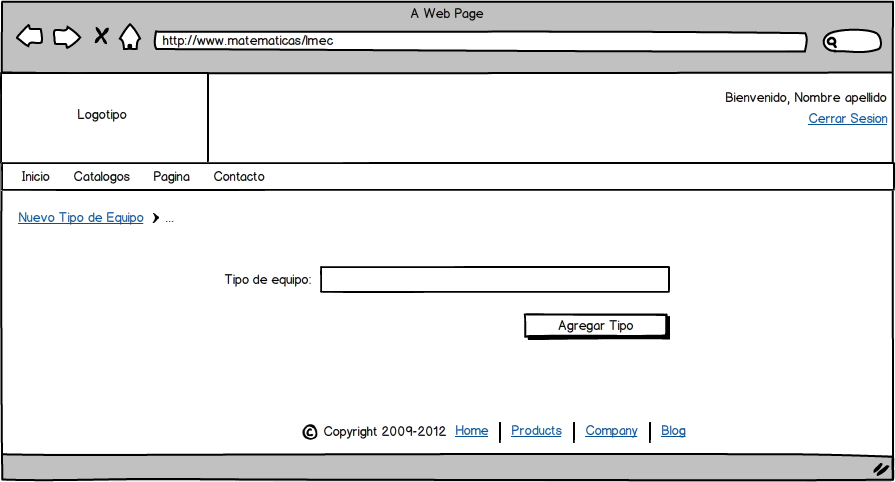 A Web Page
http://www.matematicas/lmec
Logotipo
Bienvenido, Nombre apellido
Cerrar Sesion
Inicio Catalogos Pagina Contacto
Nuevo Tipo de Equipo ...
Tipo de equipo:
Agregar Tipo
© Copyright 2009-2012 Home Products Company Blog